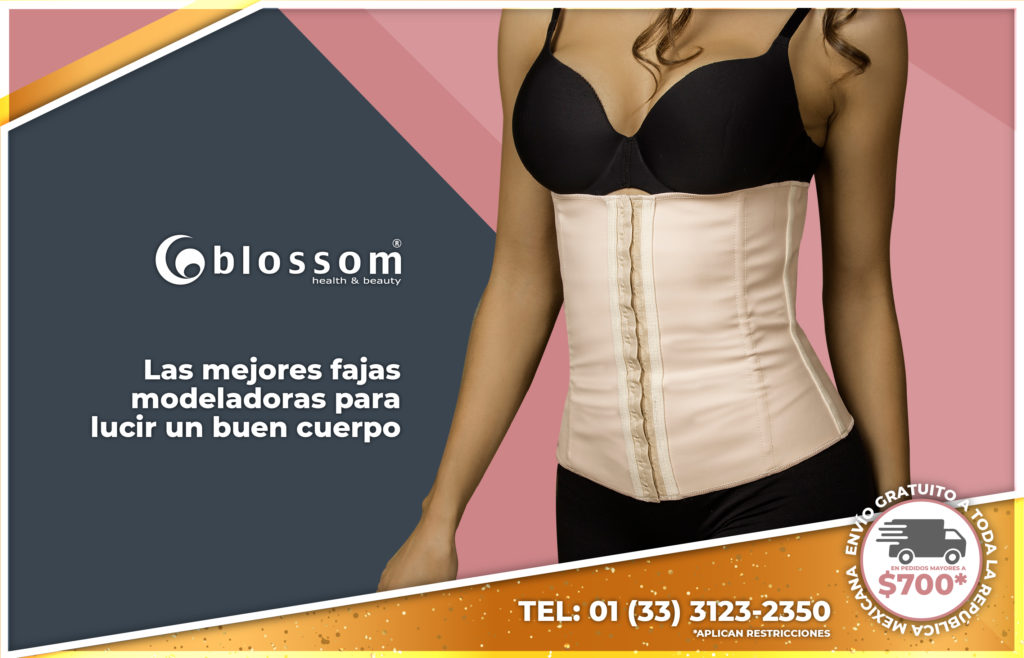 blossom®
health & beauty
Las mejores fajas
modeladoras para
lucir un buen cuerpo
TEL: 01 (33) 3123-2350
*APLICAN RESTRICCIONES
ENVÍO GRATUITO A TODA LA REPÚBLICA MEXICANA
EN PEDIDOS MAYORES A
$700*